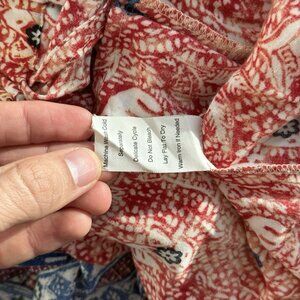 Machine Wash Cold
Separately
Delicate Cycle
Do Not Bleach
Lay Flat To Dry
Warm Iron If Needed